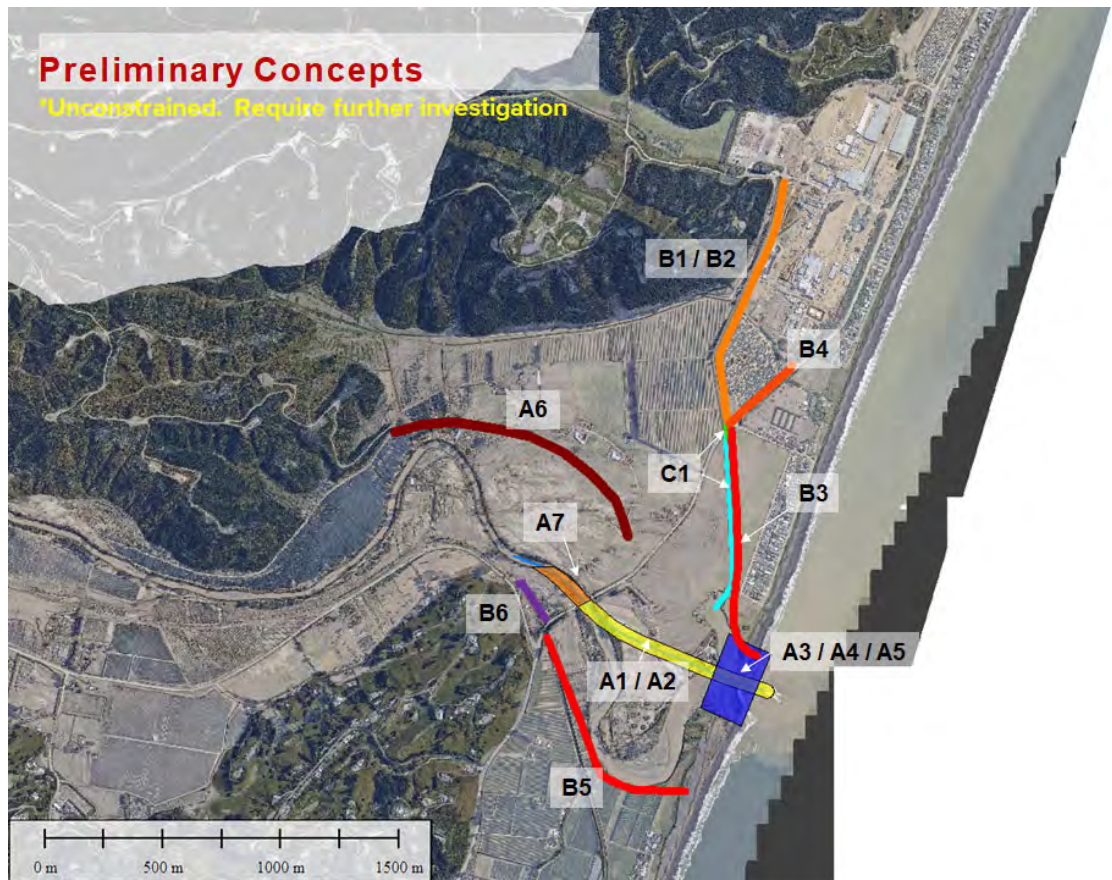 Preliminary Concepts
*Unconstrained. Require further investigation
B1 / B2
B4
A6
C1
B3
A7
B6
A3 / A4 / A5
A1 / A2
B5
0 m 500 m 1000 m 1500 m